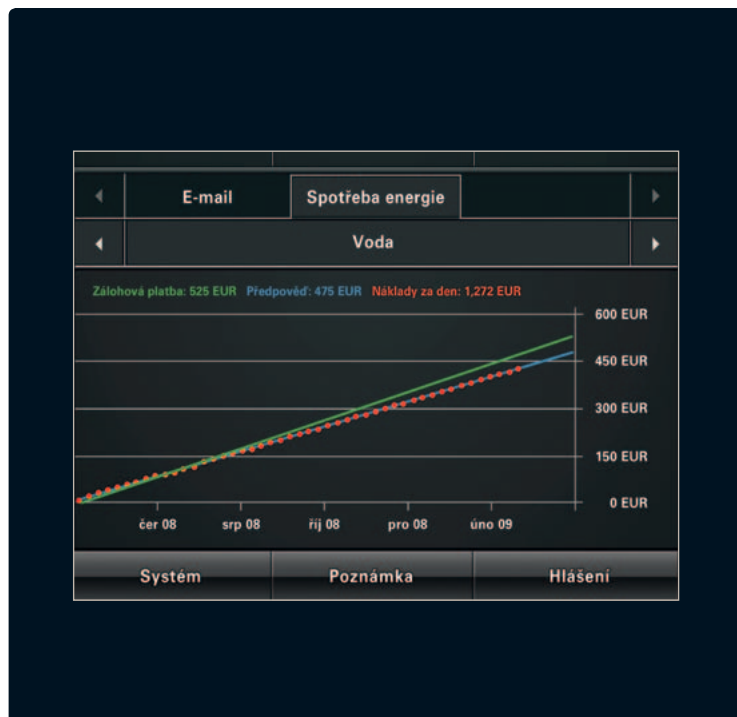 E-mail Spotřeba energie
Voda
Zálohová platba: 525 EUR Předpověď: 475 EUR Náklady za den: 1,272 EUR
600 EUR
450 EUR
300 EUR
150 EUR
0 EUR
čer 08 srp 08 říj 08 pro 08 úno 09
Systém Poznámka Hlášení